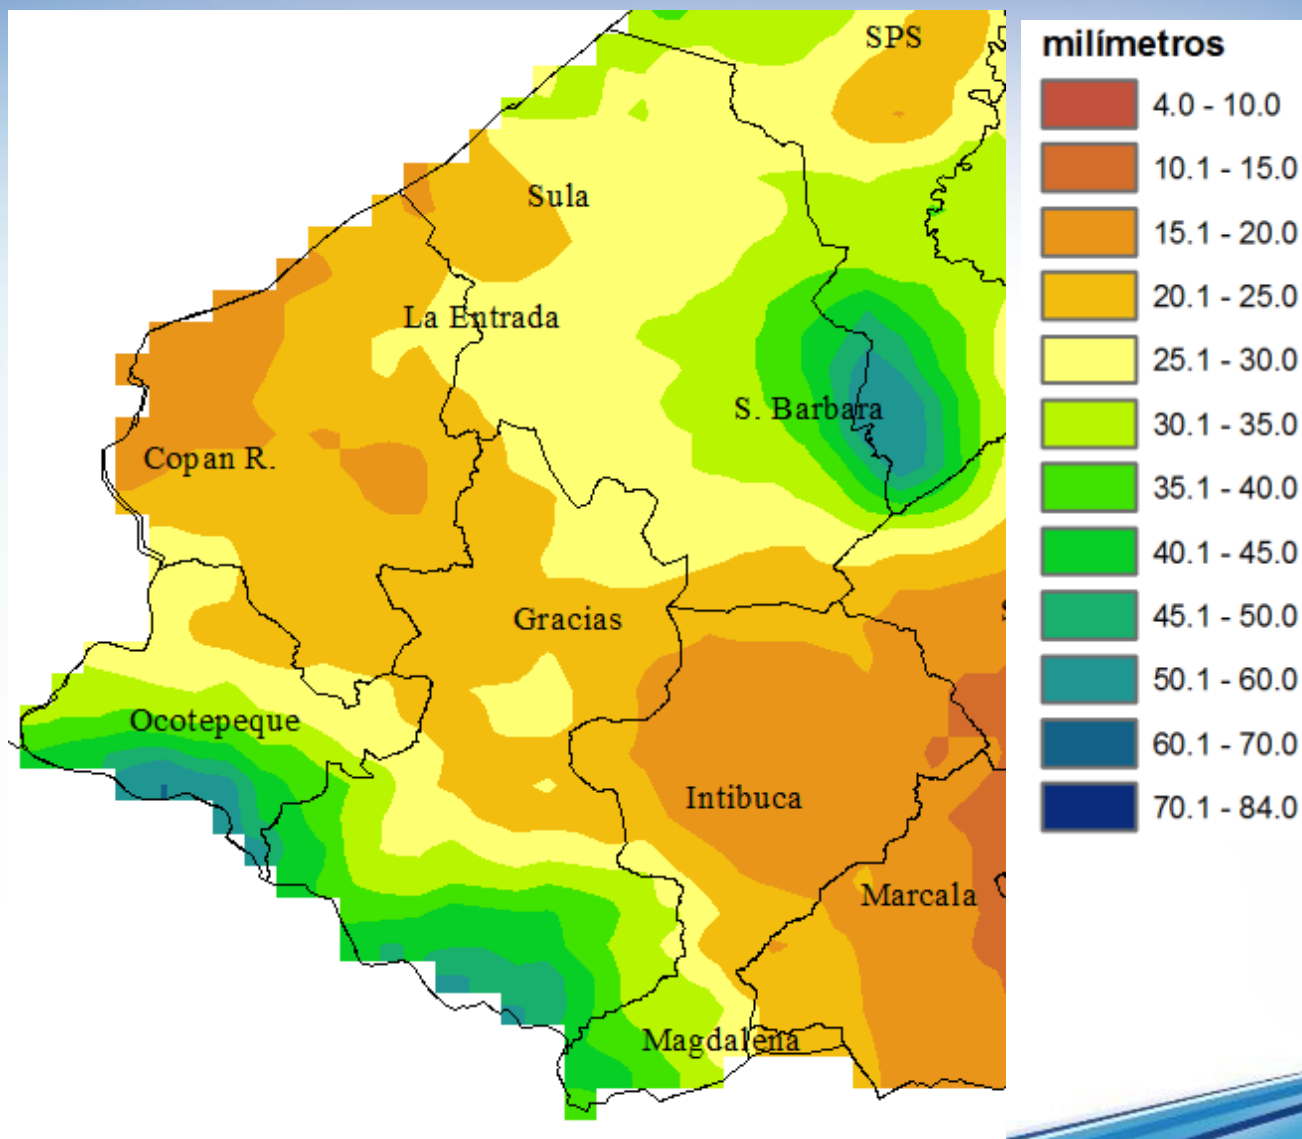 SPS
Sula
La Entrada
S. Barbara
Copan R.
Gracias
Ocotepeque
Intibuca
Marcala
Magdalena
milímetros
4.0 - 10.0
10.1 - 15.0
15.1 - 20.0
20.1 - 25.0
25.1 - 30.0
30.1 - 35.0
35.1 - 40.0
40.1 - 45.0
45.1 - 50.0
50.1 - 60.0
60.1 - 70.0
70.1 - 84.0